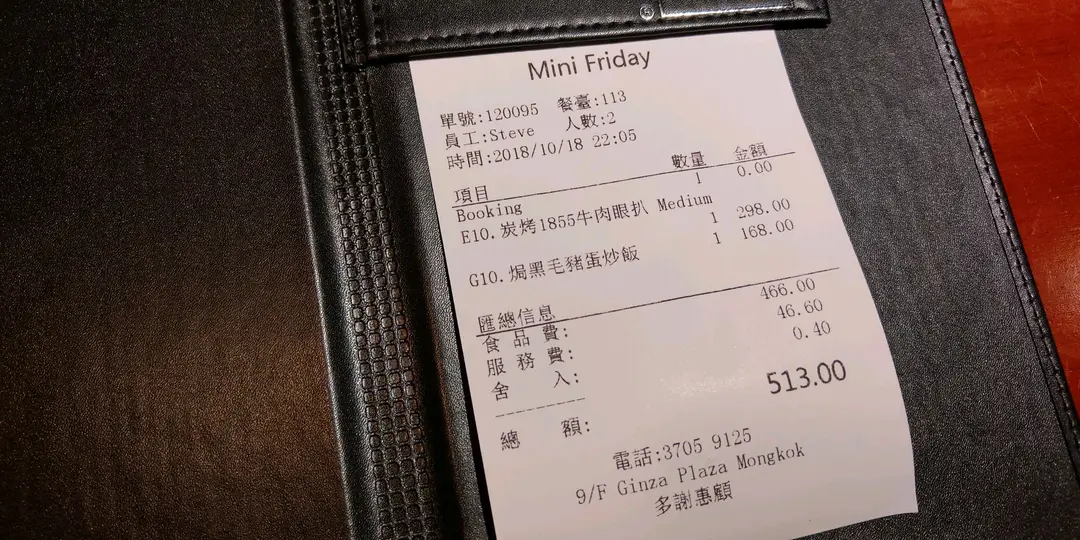 Mini Friday
單號:120095 餐臺:113
員工:Steve 人數:2
時間:2018/10/18 22:05
項目 數量 金額
Booking 1 0.00
E10.炭烤1855牛肉眼扒 Medium
1 298.00
G10.焗黑毛豬蛋炒飯 1 168.00
匯總信息
食品費: 466.00
服務費: 46.60
舍入: 0.40
總額: 513.00
電話:3705 9125
9/F Ginza Plaza Mongkok
多謝惠顧